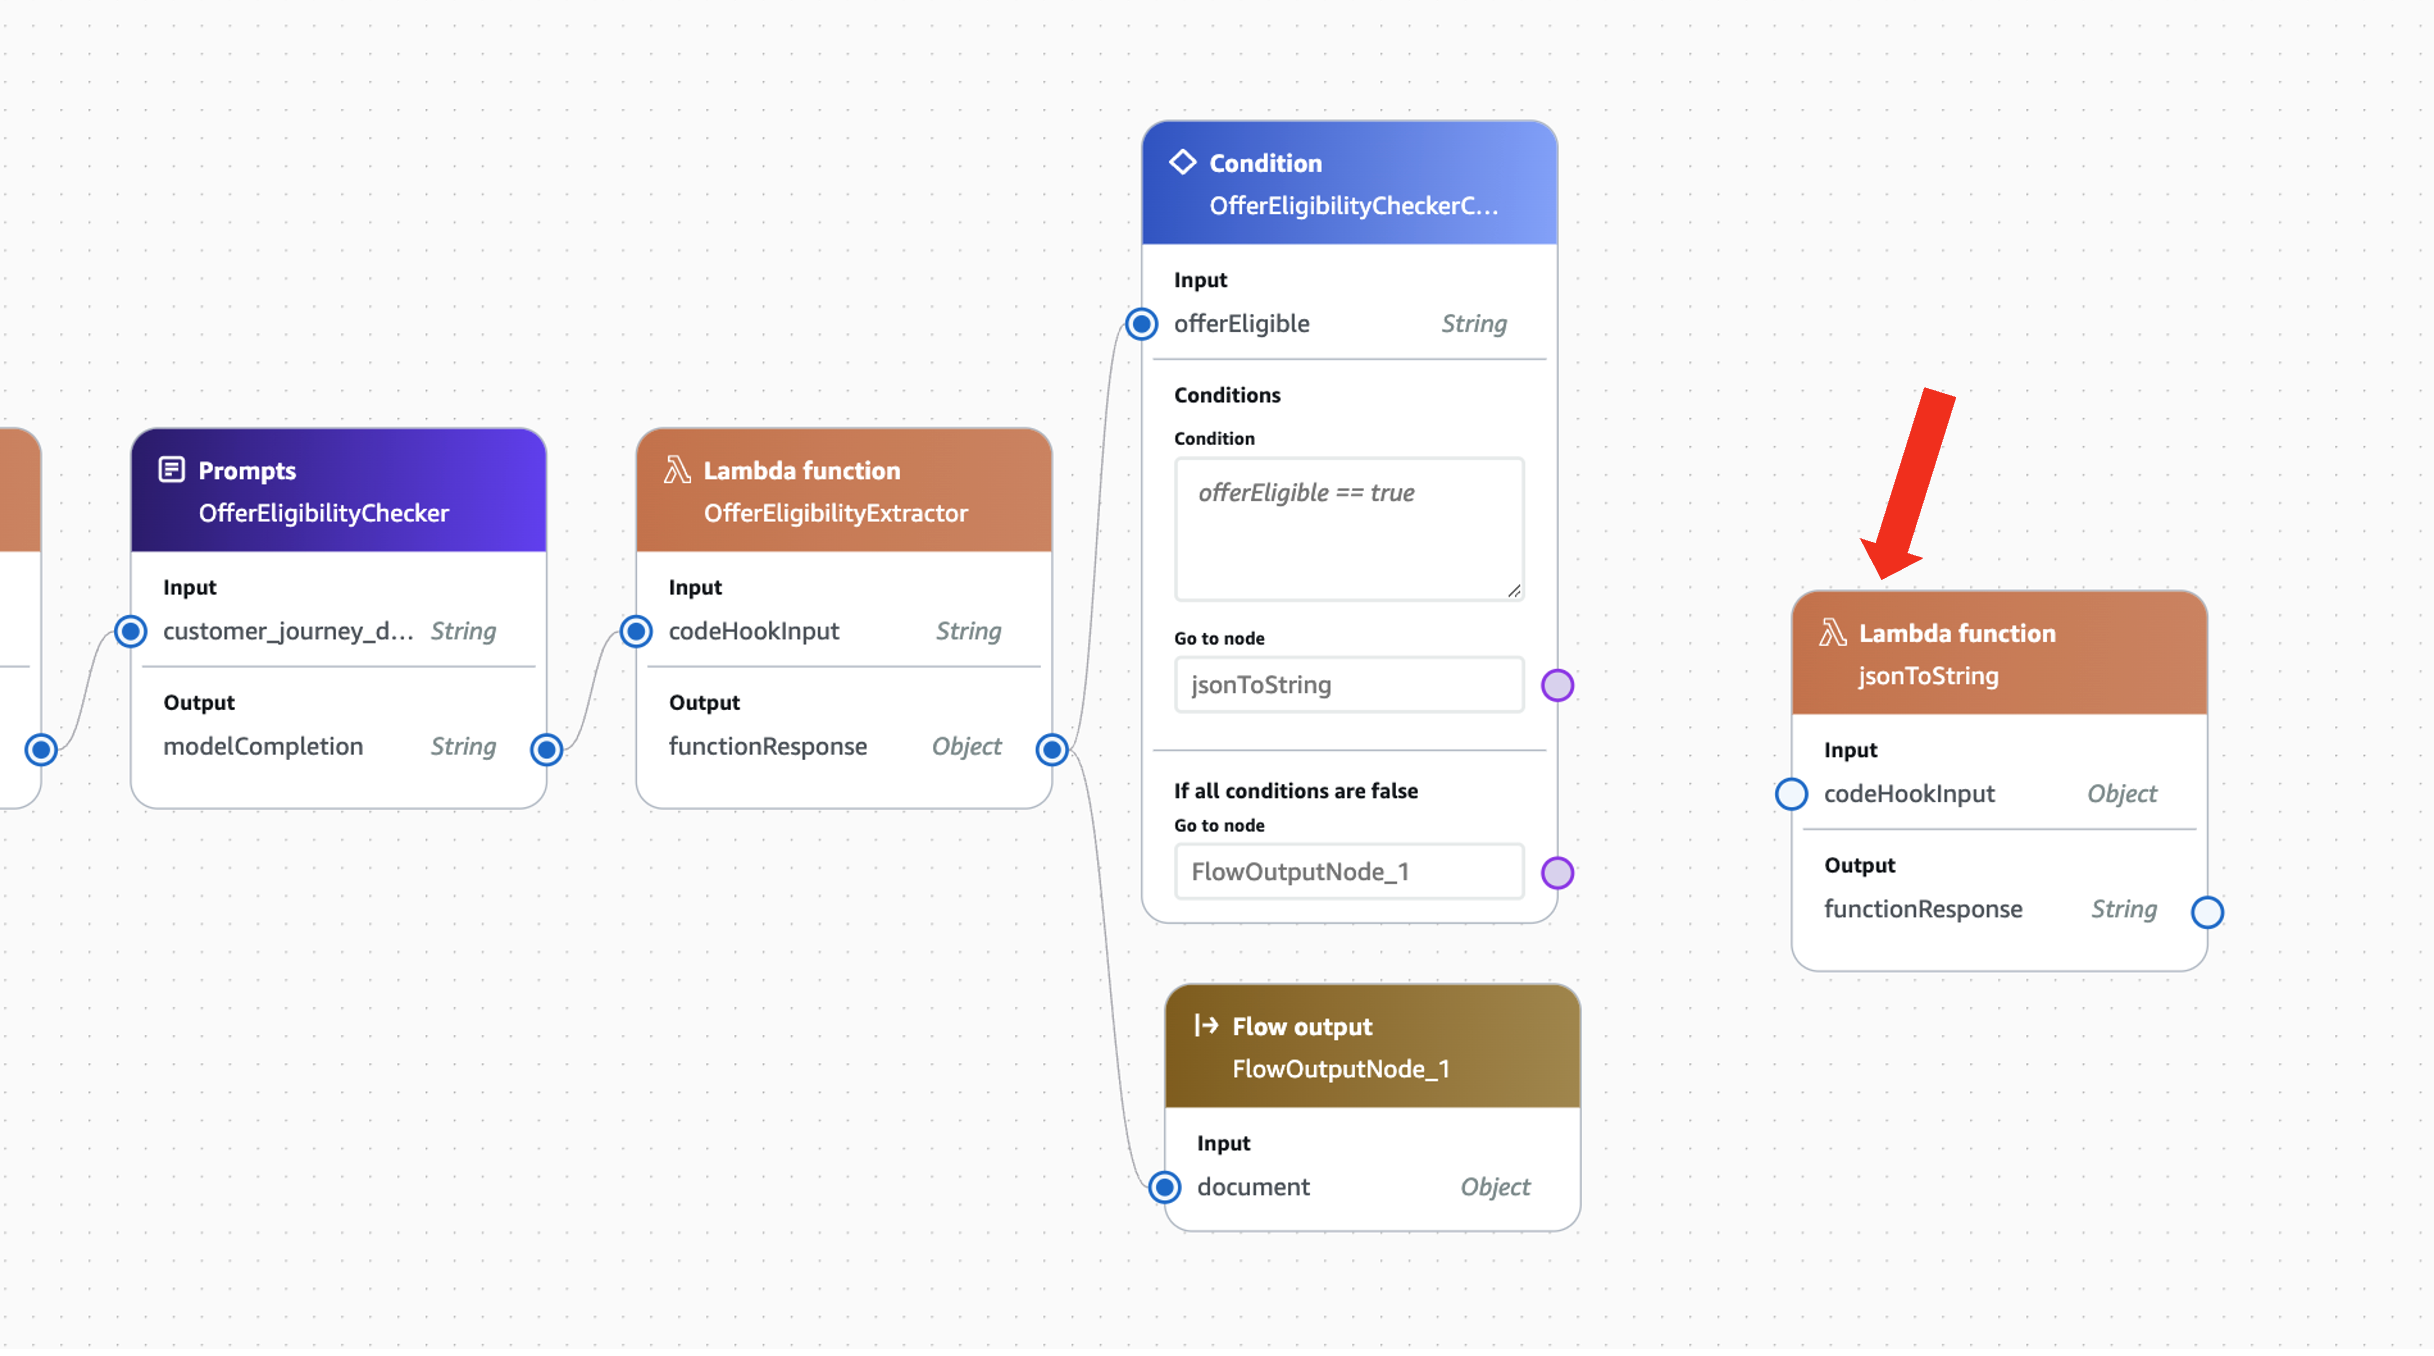 Prompts
OfferEligibilityChecker
Input
customer_journey_d... String
Output
modelCompletion String
Lambda function
OfferEligibilityExtractor
Input
codeHookInput String
Output
functionResponse Object
Condition
OfferEligibilityCheckerC...
Input
offerEligible String
Conditions
Condition
offerEligible == true
Go to node
jsonToString
If all conditions are false
Go to node
FlowOutputNode_1
Flow output
FlowOutputNode_1
Input
document Object
Lambda function
jsonToString
Input
codeHookInput Object
Output
functionResponse String